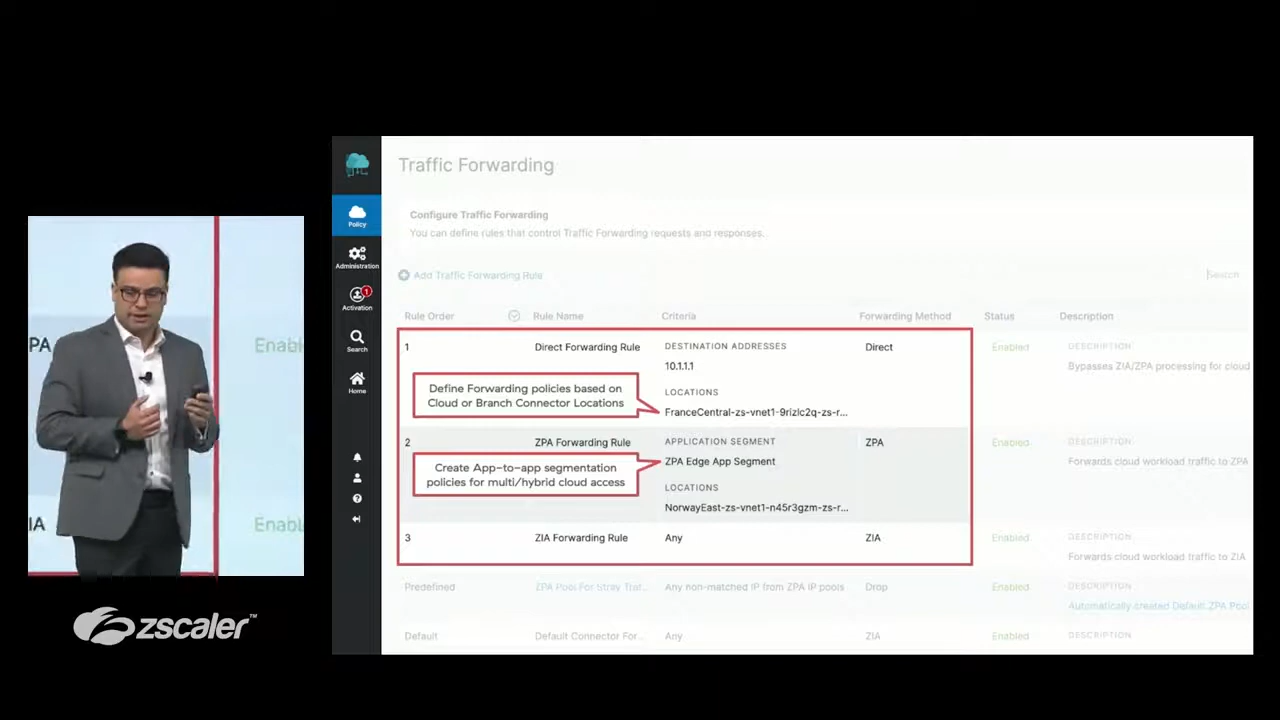 PA
Enabl
IA
Enabl
zscaler™
Policy
Administration
1
Activation
Search
Home
Traffic Forwarding
Configure Traffic Forwarding
You can define rules that control Traffic Forwarding requests and responses.
Add Traffic Forwarding Rule
Search
Rule Order Rule Name Criteria Forwarding Method Status Description
1 Direct Forwarding Rule DESTINATION ADDRESSES Direct Enabled DESCRIPTION
10.1.1.1 Bypasses ZIA/ZPA processing for cloud
Define Forwarding policies based on
Cloud or Branch Connector Locations
LOCATIONS
FranceCentral-zs-vnet1-9rizlc2q-zs-r...
2 ZPA Forwarding Rule APPLICATION SEGMENT ZPA Enabled DESCRIPTION
ZPA Edge App Segment Forwards cloud workload traffic to ZPA
Create App-to-app segmentation
policies for multi/hybrid cloud access
LOCATIONS
NorwayEast-zs-vnet1-n45r3gzm-zs-r...
3 ZIA Forwarding Rule Any ZIA Enabled DESCRIPTION
Forwards cloud workload traffic to ZIA
Predefined ZPA Pool For Stray Traf... Any non-matched IP from ZPA IP pools Drop Enabled DESCRIPTION
Automatically created Default ZPA Pool
Default Default Connector For... Any ZIA Enabled DESCRIPTION